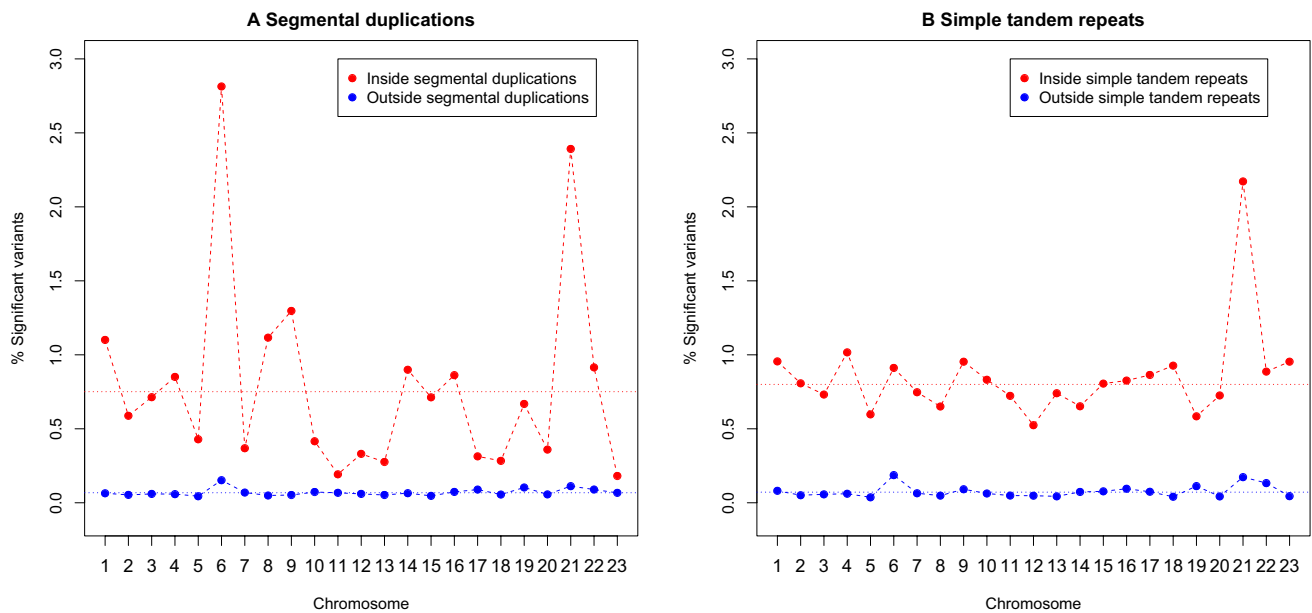 A Segmental duplications
% Significant variants
3.0
2.5
2.0
1.5
1.0
0.5
0.0
Inside segmental duplications
Outside segmental duplications
1 2 3 4 5 6 7 8 9 10 11 12 13 14 15 16 17 18 19 20 21 22 23
Chromosome
B Simple tandem repeats
% Significant variants
3.0
2.5
2.0
1.5
1.0
0.5
0.0
Inside simple tandem repeats
Outside simple tandem repeats
1 2 3 4 5 6 7 8 9 10 11 12 13 14 15 16 17 18 19 20 21 22 23
Chromosome